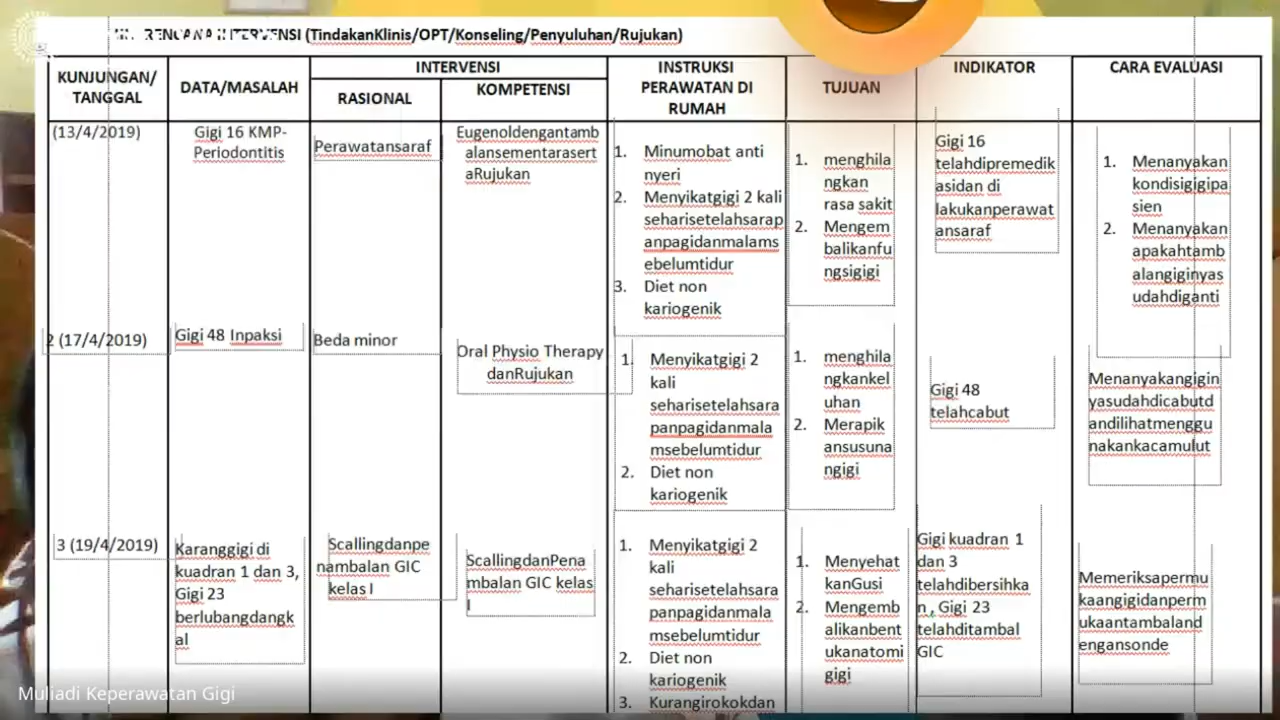 RENCANA INTERVENSI (TindakanKlinis/OPT/Konseling/Penyuluhan/Rujukan)
KUNJUNGAN/
TANGGAL
DATA/MASALAH
INTERVENSI
RASIONAL
KOMPETENSI
INSTRUKSI
PERAWATAN DI
RUMAH
TUJUAN
INDIKATOR
CARA EVALUASI
(13/4/2019)
Gigi 16 KMP-
Periodontitis
Perawatansaraf
Eugenoldengantamb
alansementarasert
aRujukan
1. Minumobat anti
nyeri
2. Menyikatgigi 2 kali
seharisetelahsarap
anpagidanmalams
ebelumtidur
3. Diet non
kariogenik
1. menghila
ngkan
rasa sakit
2. Mengem
balikanfu
ngsigigi
Gigi 16
telahdipremedik
asidan di
lakukanperawat
ansaraf
1. Menanyakan
kondisigigipa
sien
2. Menanyakan
apakahtamb
alangiginyas
udahdiganti
2 (17/4/2019)
Gigi 48 Inpaksi
Beda minor
Oral Physio Therapy
danRujukan
1. Menyikatgigi 2
kali
seharisetelahsara
panpagidanmala
msebelumtidur
2. Diet non
kariogenik
1. menghila
ngkankel
uhan
2. Merapik
ansusuna
ngigi
Gigi 48
telahcabut
Menanyakangigin
yasudahdicabutd
andilihatmenggu
nakankacamulut
3 (19/4/2019)
Karanggigi di
kuadran 1 dan 3,
Gigi 23
berlubangdangk
al
Scallingdanpe
nambalan GIC
kelas I
ScallingdanPena
mbalan GIC kelas
I
1. Menyikatgigi 2
kali
seharisetelahsara
panpagidanmala
msebelumtidur
2. Diet non
kariogenik
3. Kurangirokokdan
1. Menyehat
kanGusi
2. Mengemb
alikanbent
ukanatomi
gigi
Gigi kuadran 1
dan 3
telahdibersihka
n , Gigi 23
telahditambal
GIC
Memeriksapermu
kaangigidanperm
ukaantambaland
engansonde
Muliadi Keperawatan Gigi